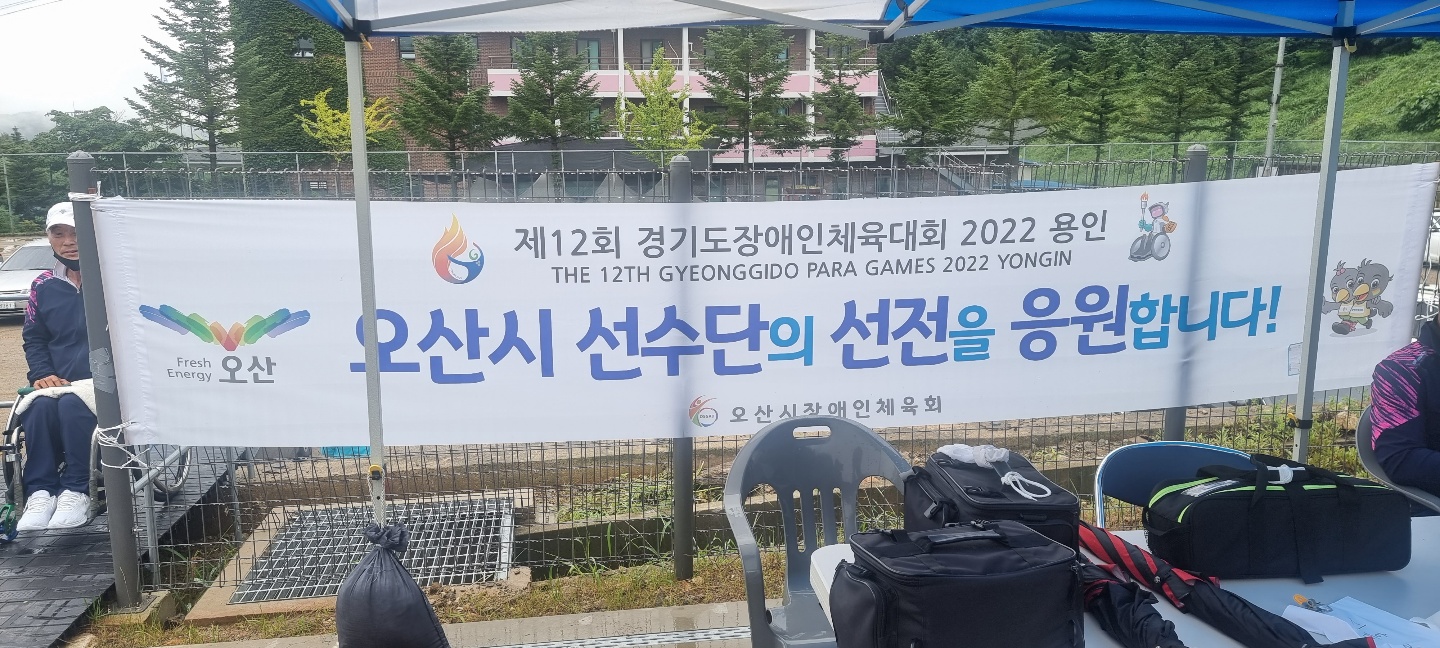 제12회 경기도장애인체육대회 2022 용인
THE 12TH GYEONGGIDO PARA GAMES 2022 YONGIN
오산시 선수단의 선전을 응원합니다!
Fresh
Energy 오산
오산시장애인체육회